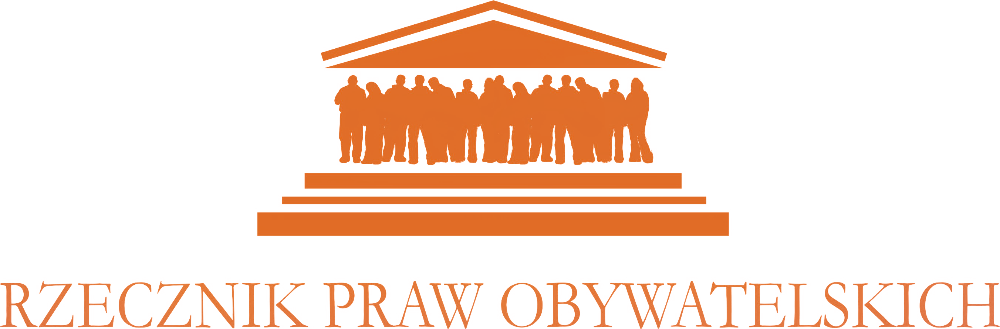 RZECZNIK PRAW OBYWATELSKICH